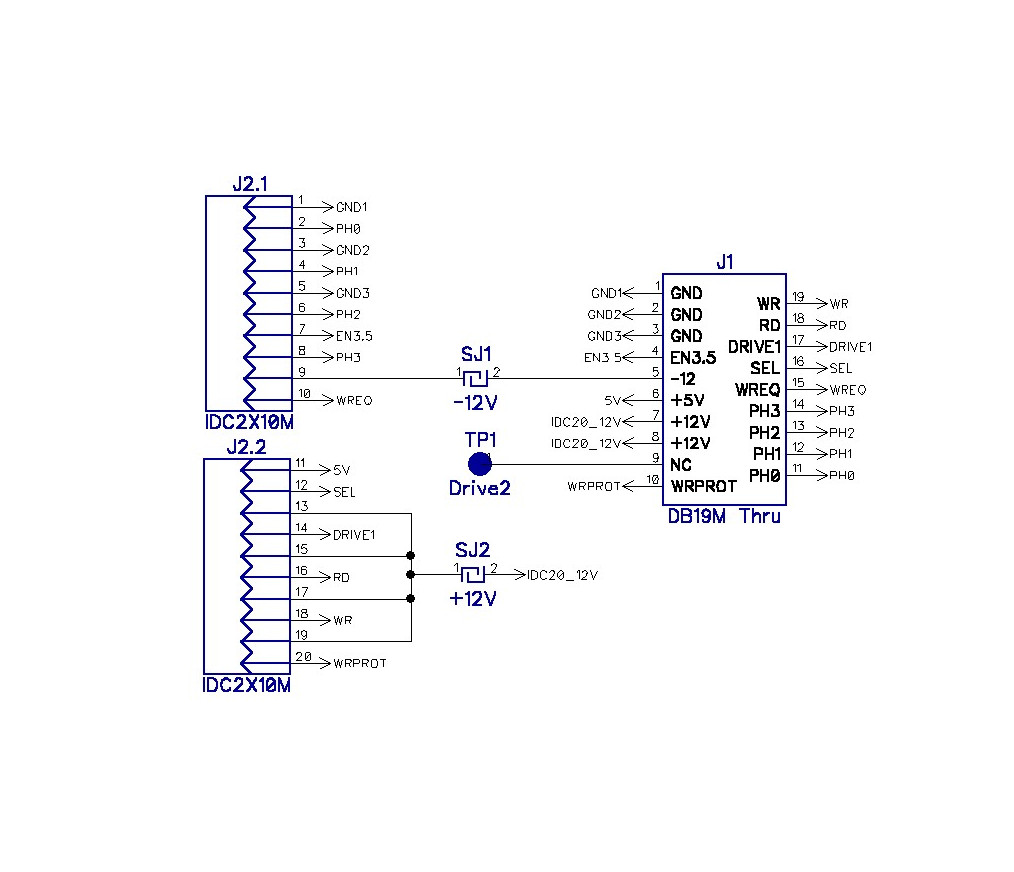 J2.1
1 GND1
2 PH0
3 GND2
4 PH1
5 GND3
6 PH2
7 EN3.5
8 PH3
9
10 WREQ
IDC2X10M
J2.2
11 5V
12 SEL
13
14 DRIVE1
15
16 RD
17
18 WR
19
20 WRPROT
IDC2X10M
SJ1
1 2
-12V
TP1
1
Drive2
SJ2
1 2
IDC20_12V
+12V
J1
GND1 1 GND
GND2 2 GND
GND3 3 GND
EN3.5 4 EN3.5
5 -12
5V 6 +5V
IDC20_12V 7 +12V
IDC20_12V 8 +12V
9 NC
WRPROT 10 WRPROT
WR 19 WR
RD 18 RD
DRIVE1 17 DRIVE1
SEL 16 SEL
WREQ 15 WREQ
PH3 14 PH3
PH2 13 PH2
PH1 12 PH1
PH0 11 PH0
DB19M Thru